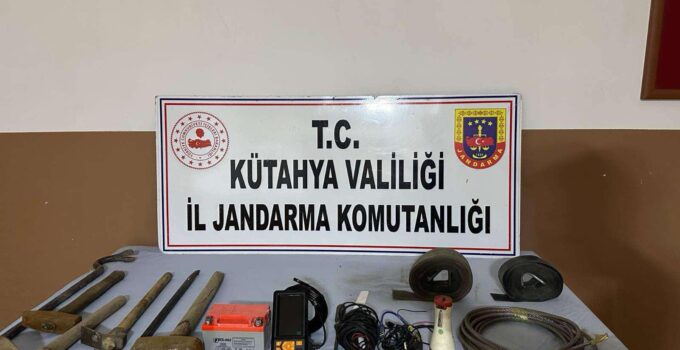 T.C.
KÜTAHYA VALİLİĞİ
İL JANDARMA KOMUTANLIĞI
JANDARMA